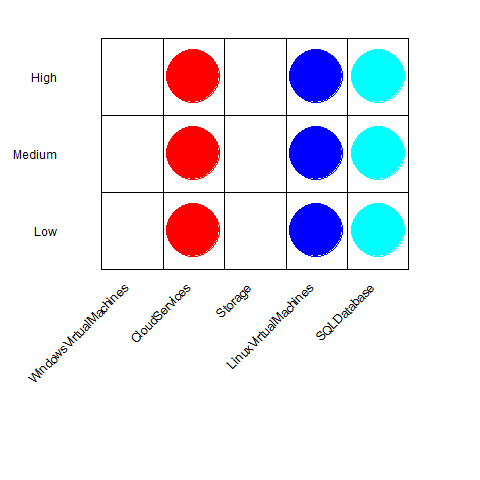 High
Medium
Low
WindowsVirtualMachines
CloudServices
Storage
LinuxVirtualMachines
SQLDatabase